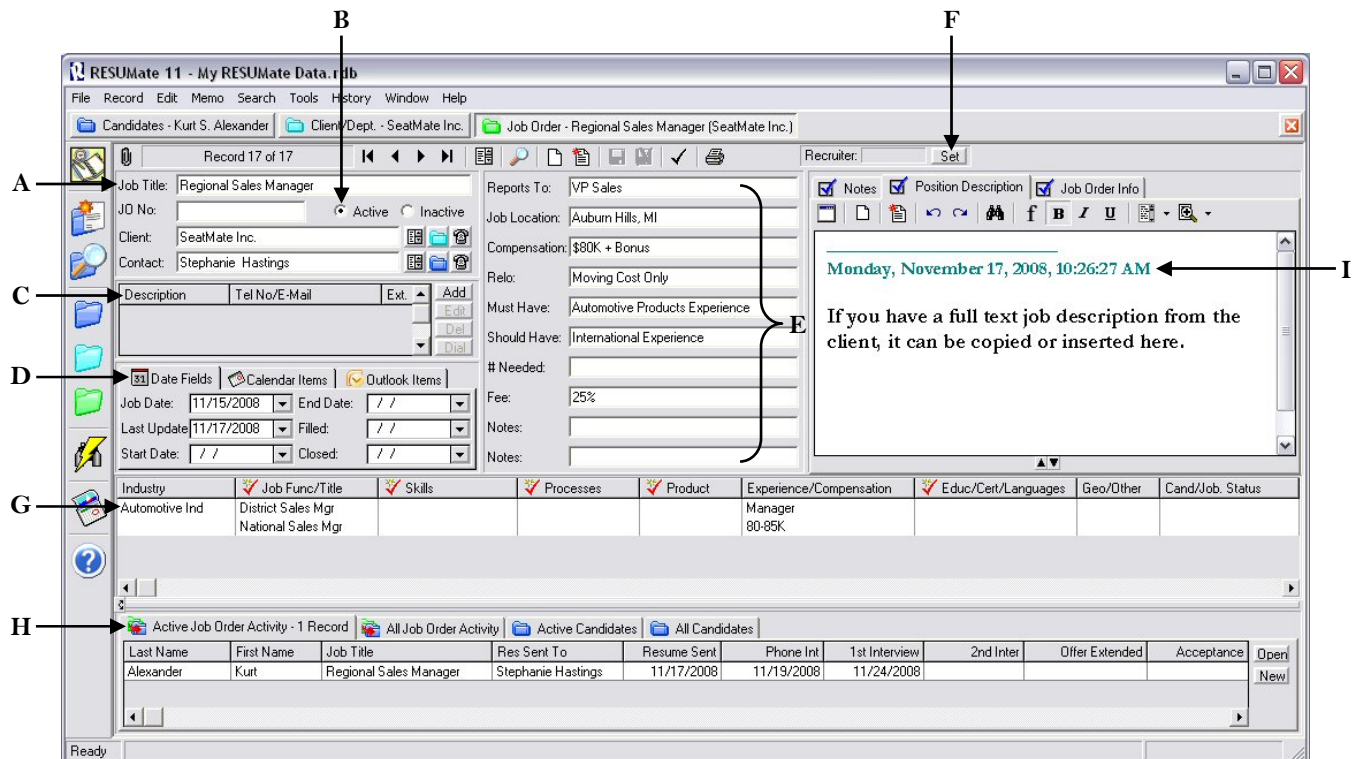 B
F
RESUMate 11 - My RESUMate Data.rdb
File Record Edit Memo Search Tools History Window Help
Candidates - Kurt S. Alexander
Client/Dept. - SeatMate Inc.
Job Order - Regional Sales Manager (SeatMate Inc.)
Record 17 of 17
Recruiter:
Set
A
Job Title: Regional Sales Manager
JO No:
Active
Inactive
Client: SeatMate Inc.
Contact: Stephanie Hastings
C
Description Tel No/E-Mail Ext.
Add
Edit
Del
Dial
D
31 Date Fields
Calendar Items
Outlook Items
Job Date: 11/15/2008 End Date: / /
Last Update 11/17/2008 Filled: / /
Start Date: / / Closed: / /
Reports To: VP Sales
Job Location: Auburn Hills, MI
Compensation: $80K + Bonus
Relo: Moving Cost Only
Must Have: Automotive Products Experience
Should Have: International Experience
# Needed:
Fee: 25%
Notes:
Notes:
E
Notes
Position Description
Job Order Info
f B I U
Monday, November 17, 2008, 10:26:27 AM
I
If you have a full text job description from the
client, it can be copied or inserted here.
G
Industry Job Func/Title Skills Processes Product Experience/Compensation Educ/Cert/Languages Geo/Other Cand/Job. Status
Automotive Ind District Sales Mgr Manager
National Sales Mgr 80-85K
H
Active Job Order Activity - 1 Record
All Job Order Activity
Active Candidates
All Candidates
Last Name First Name Job Title Res Sent To Resume Sent Phone Int 1st Interview 2nd Inter Offer Extended Acceptance
Alexander Kurt Regional Sales Manager Stephanie Hastings 11/17/2008 11/19/2008 11/24/2008
Open
New
Ready